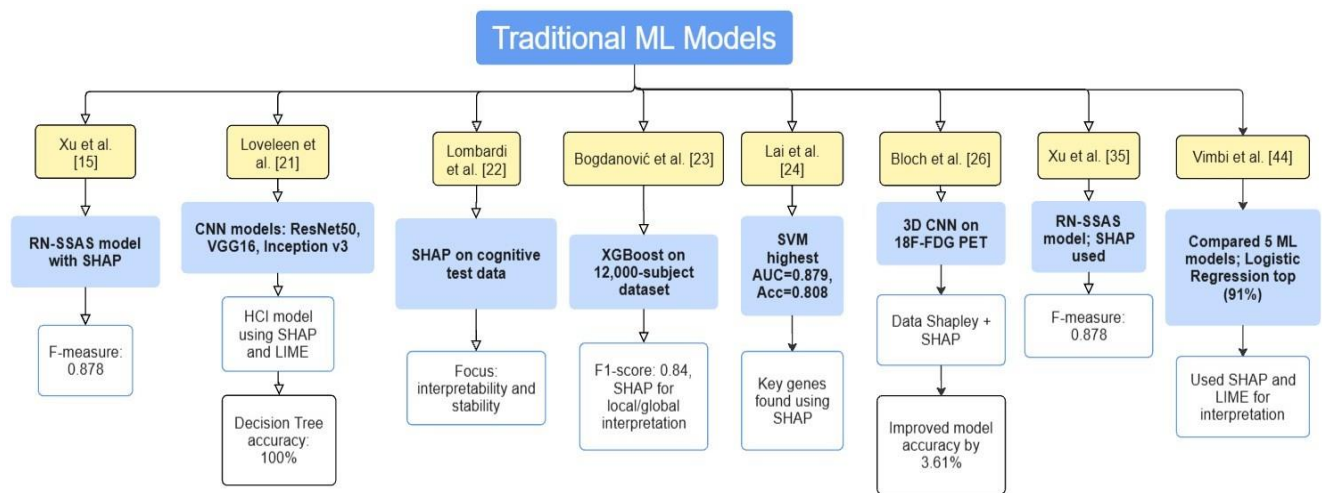 Traditional ML Models
Xu et al.
[15]
RN-SSAS model
with SHAP
F-measure:
0.878
Loveleen
et al. [21]
CNN models: ResNet50,
VGG16, Inception v3
HCI model
using SHAP
and LIME
Decision Tree
accuracy:
100%
Lombardi
et al. [22]
SHAP on cognitive
test data
Focus:
interpretability and
stability
Bogdanović et al. [23]
XGBoost on
12,000-subject
dataset
F1-score: 0.84,
SHAP for
local/global
interpretation
Lai et al.
[24]
SVM
highest
AUC=0.879,
Acc=0.808
Key genes
found using
SHAP
Bloch et al. [26]
3D CNN on
18F-FDG PET
Data Shapley +
SHAP
Improved model
accuracy by
3.61%
Xu et al. [35]
RN-SSAS
model; SHAP
used
F-measure:
0.878
Vimbi et al. [44]
Compared 5 ML
models; Logistic
Regression top
(91%)
Used SHAP and
LIME for
interpretation